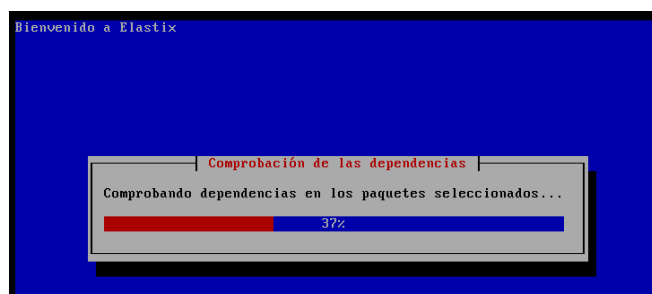 Bienvenido a Elastix
Comprobación de las dependencias
Comprobando dependencias en los paquetes seleccionados...
37%